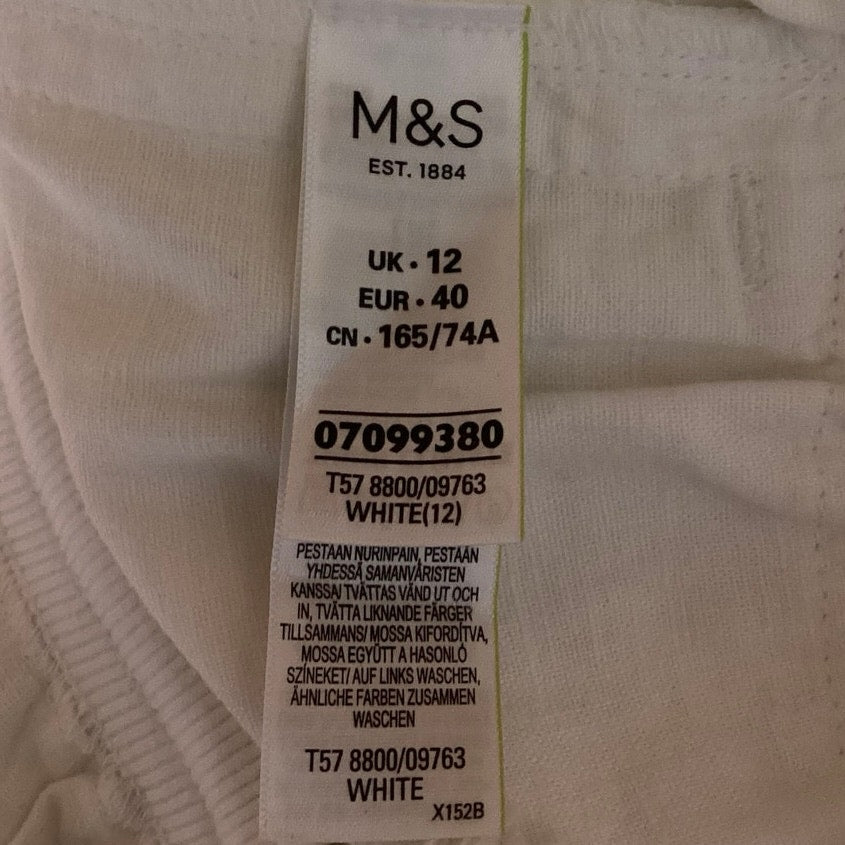 M&S
EST. 1884
UK • 12
EUR • 40
CN • 165/74A
07099380
T57 8800/09763
WHITE(12)
PESTAAN NURINPAIN, PESTAAN
YHDESSÄ SAMANVÄRISTEN
KANSSA/ TVÄTTAS VÄND UT OCH
IN, TVÄTTA LIKNANDE FÄRGER
TILLSAMMANS/ MOSSA KIFORDÍTVA,
MOSSA EGYÜTT A HASONLÓ
SZÍNEKET/ AUF LINKS WASCHEN,
ÄHNLICHE FARBEN ZUSAMMEN
WASCHEN
T57 8800/09763
WHITE
X152B